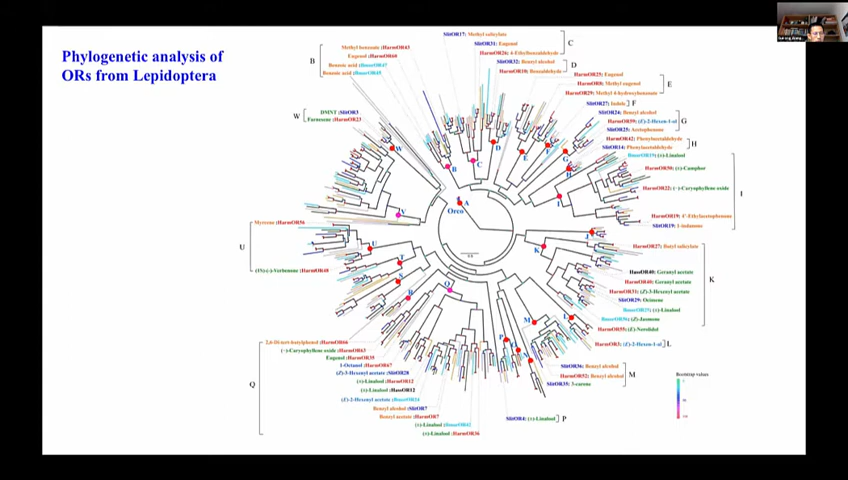 Phylogenetic analysis of
ORs from Lepidoptera
B
Methyl benzoate :HarmOR43
Eugenol :HarmOR60
Benzoic acid :BmorOR47
Benzoic acid :BmorOR45
W
DMNT :SlitOR3
Farnesene :HarmOR23
SlitOR17: Methyl salicylate
SlitOR31: Eugenol
HarmOR26: 4-Ethylbenzaldehyde
C
SlitOR32: Benzyl alcohol
HarmOR10: Benzaldehyde
D
HarmOR25: Eugenol
HarmOR8: Methyl eugenol
HarmOR29: Methyl 4-hydroxybenzoate
E
SlitOR27: Indole
F
SlitOR24: Benzyl alcohol
HarmOR59: (Z)-2-Hexen-1-ol
SlitOR25: Acetophenone
G
HarmOR42: Phenylacetaldehyde
SlitOR14: Phenylacetaldehyde
H
BmorOR19: (±)-Linalool
HarmOR50: (±)-Camphor
HarmOR22: (−)-Caryophyllene oxide
HarmOR19: 4'-Ethylacetophenone
SlitOR19: 1-indanone
I
HarmOR27: Butyl salicylate
HassOR40: Geranyl acetate
HarmOR40: Geranyl acetate
HarmOR31: (Z)-3-Hexenyl acetate
SlitOR29: Ocimene
BmorOR56: (Z)-Jasmone
HarmOR55: (E)-Nerolidol
K
HarmOR3: (Z)-2-Hexen-1-ol
L
SlitOR36: Benzyl alcohol
HarmOR52: Benzyl alcohol
SlitOR35: 3-carene
M
SlitOR4: (±)-Linalool
P
U
Myrcene :HarmOR56
(1S)-(-)-Verbenone :HarmOR48
Q
2,6-Di-tert-butylphenol :HarmOR66
(−)-Caryophyllene oxide :HarmOR63
Eugenol :HarmOR35
1-Octanol :HarmOR67
(Z)-3-Hexenyl acetate :SlitOR28
(±)-Linalool :HarmOR12
(±)-Linalool :HassOR12
(Z)-2-Hexenyl acetate :BmorOR24
Benzyl alcohol :SlitOR7
Benzyl acetate :HarmOR7
(±)-Linalool :BmorOR42
(±)-Linalool :HarmOR36
Orco
A
B
C
D
E
F
G
H
I
J
K
L
M
N
P
Q
R
S
T
U
V
W
Bootstrap values